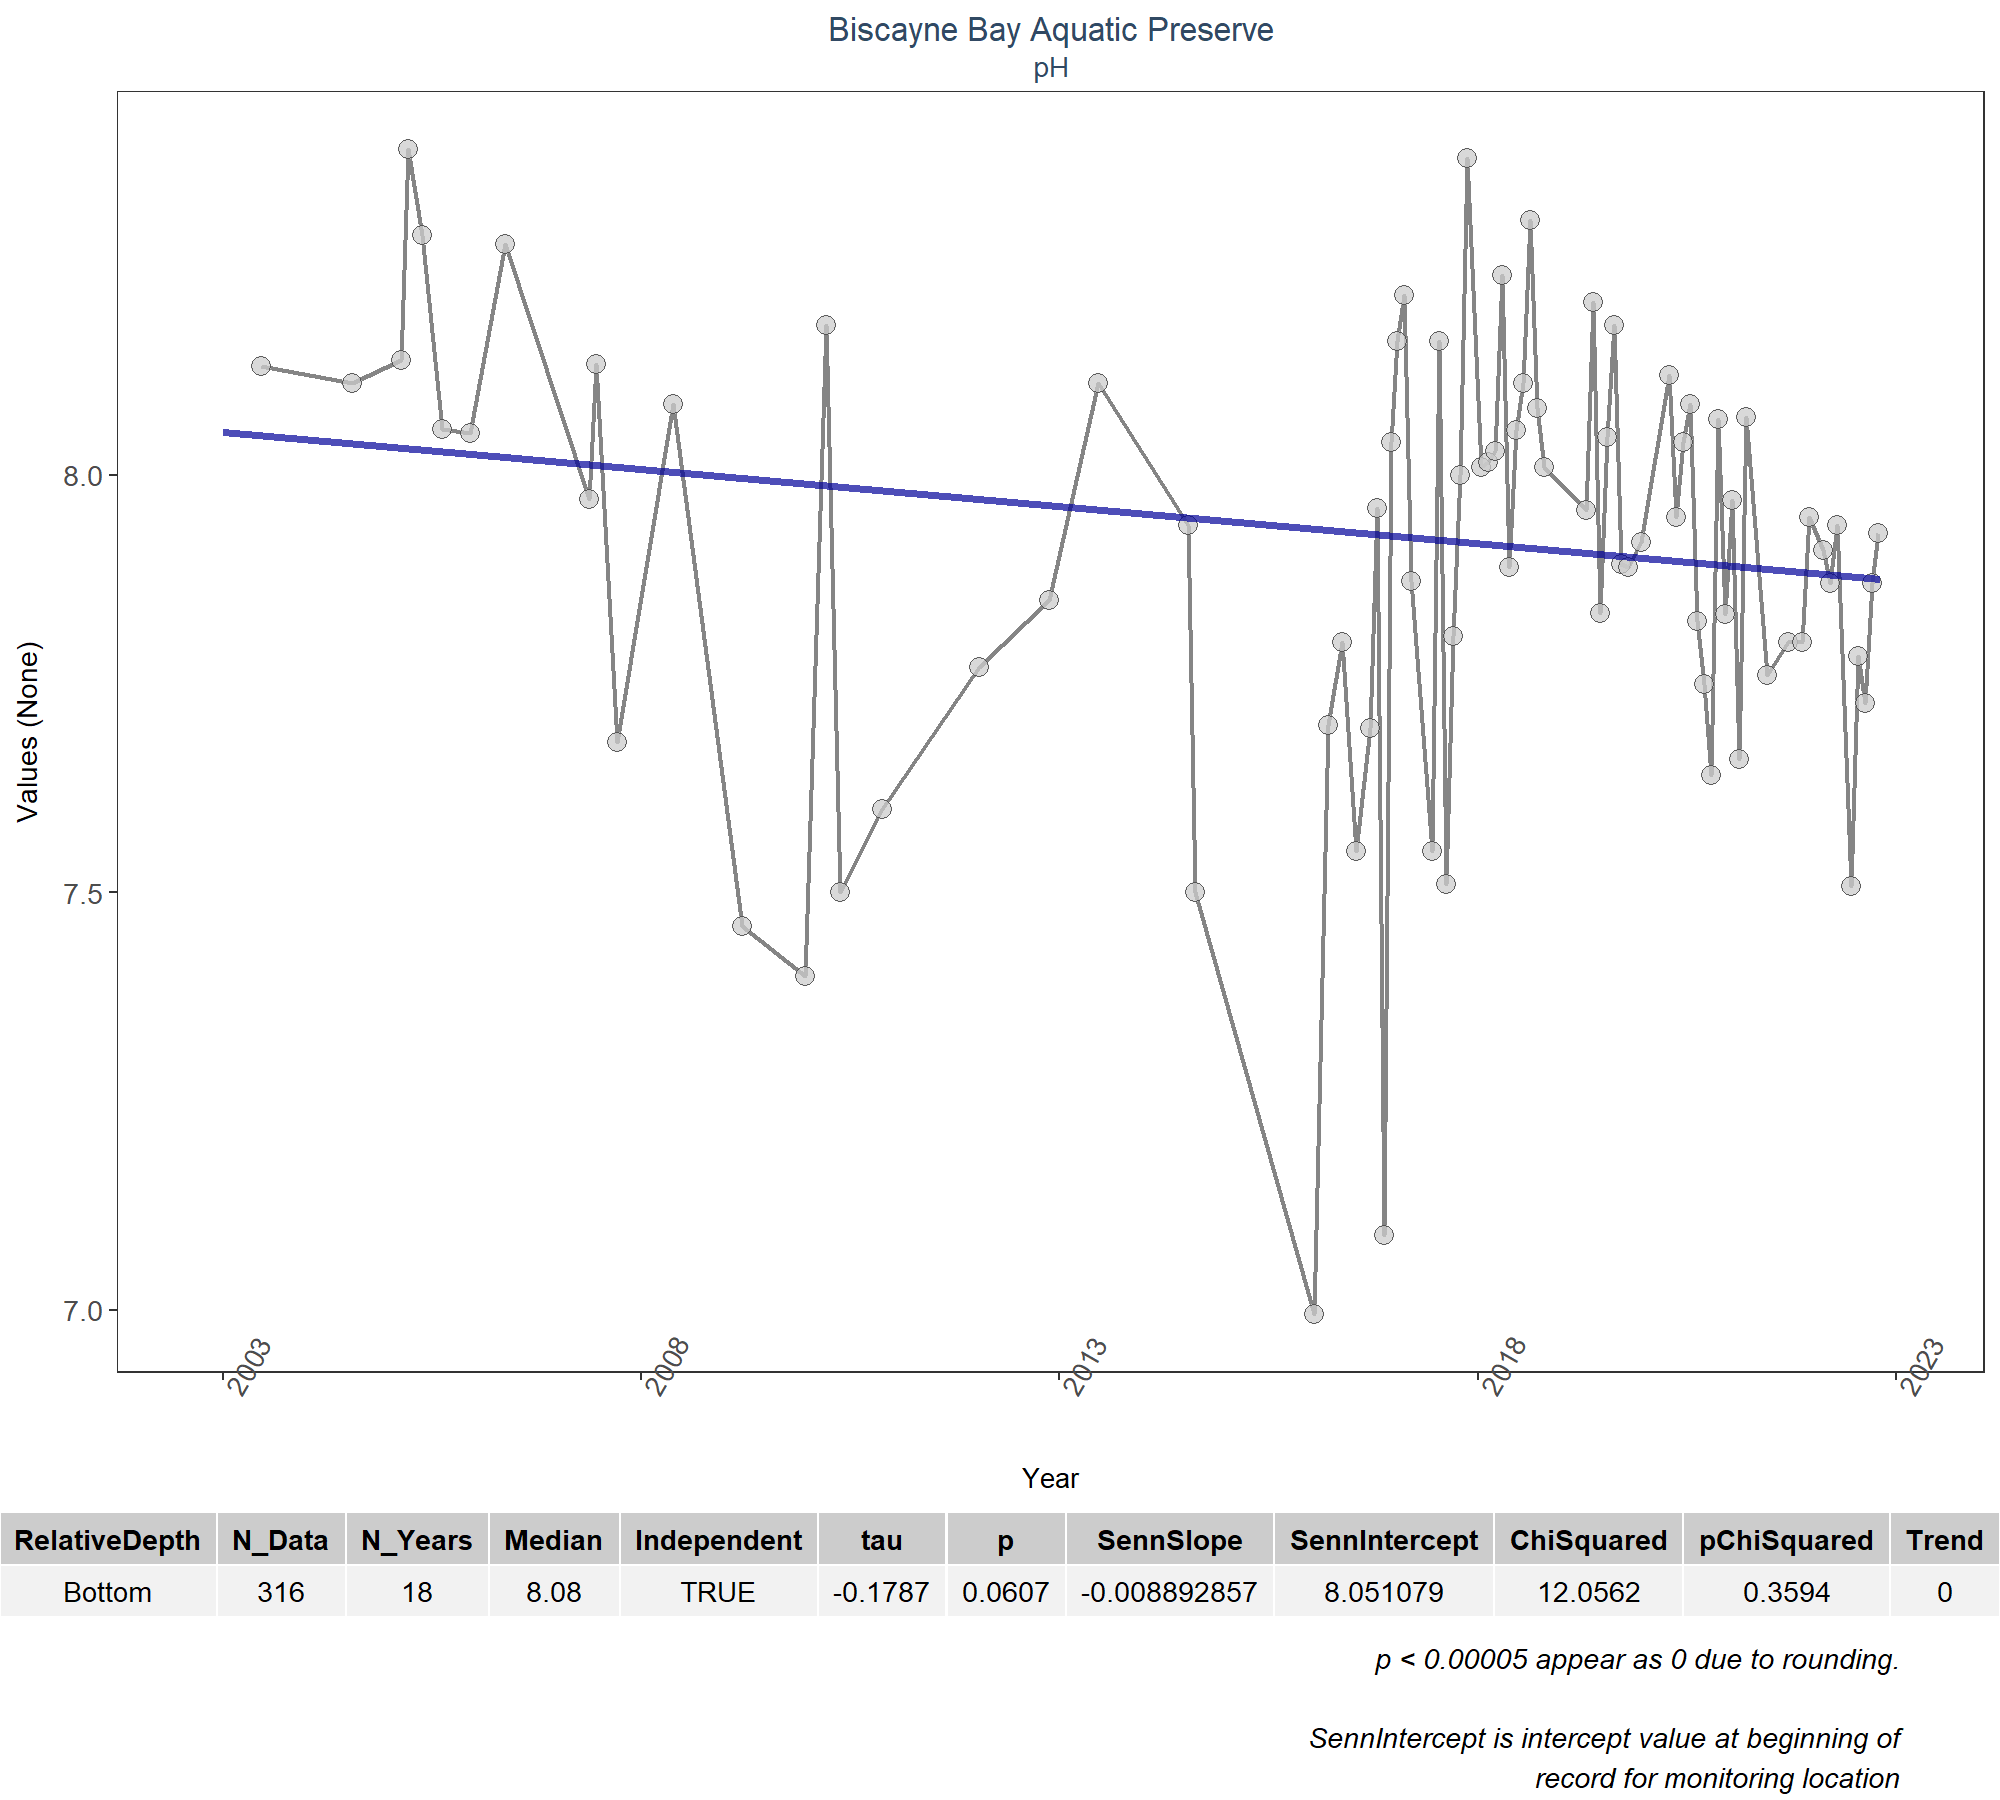 Biscayne Bay Aquatic Preserve
pH
Values (None)
8.0
7.5
7.0
2003
2008
2013
2018
2023
Year
RelativeDepth N_Data N_Years Median Independent tau p SennSlope SennIntercept ChiSquared pChiSquared Trend
Bottom 316 18 8.08 TRUE -0.1787 0.0607 -0.008892857 8.051079 12.0562 0.3594 0
p < 0.00005 appear as 0 due to rounding.
SennIntercept is intercept value at beginning of
record for monitoring location